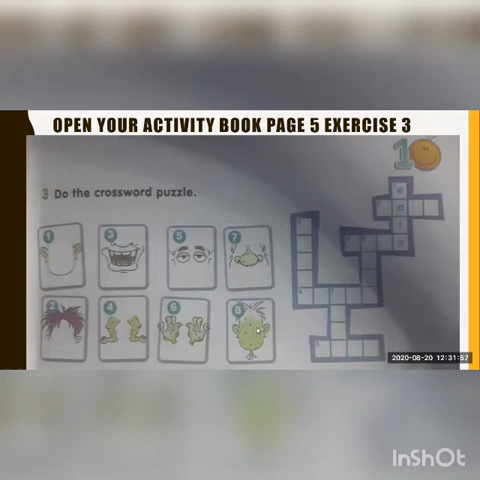 OPEN YOUR ACTIVITY BOOK PAGE 5 EXERCISE 3
10
3 Do the crossword puzzle.
1
3
5
7
2
4
6
8
e
a
r
s
2020-08-20 12:31:57
InShOt